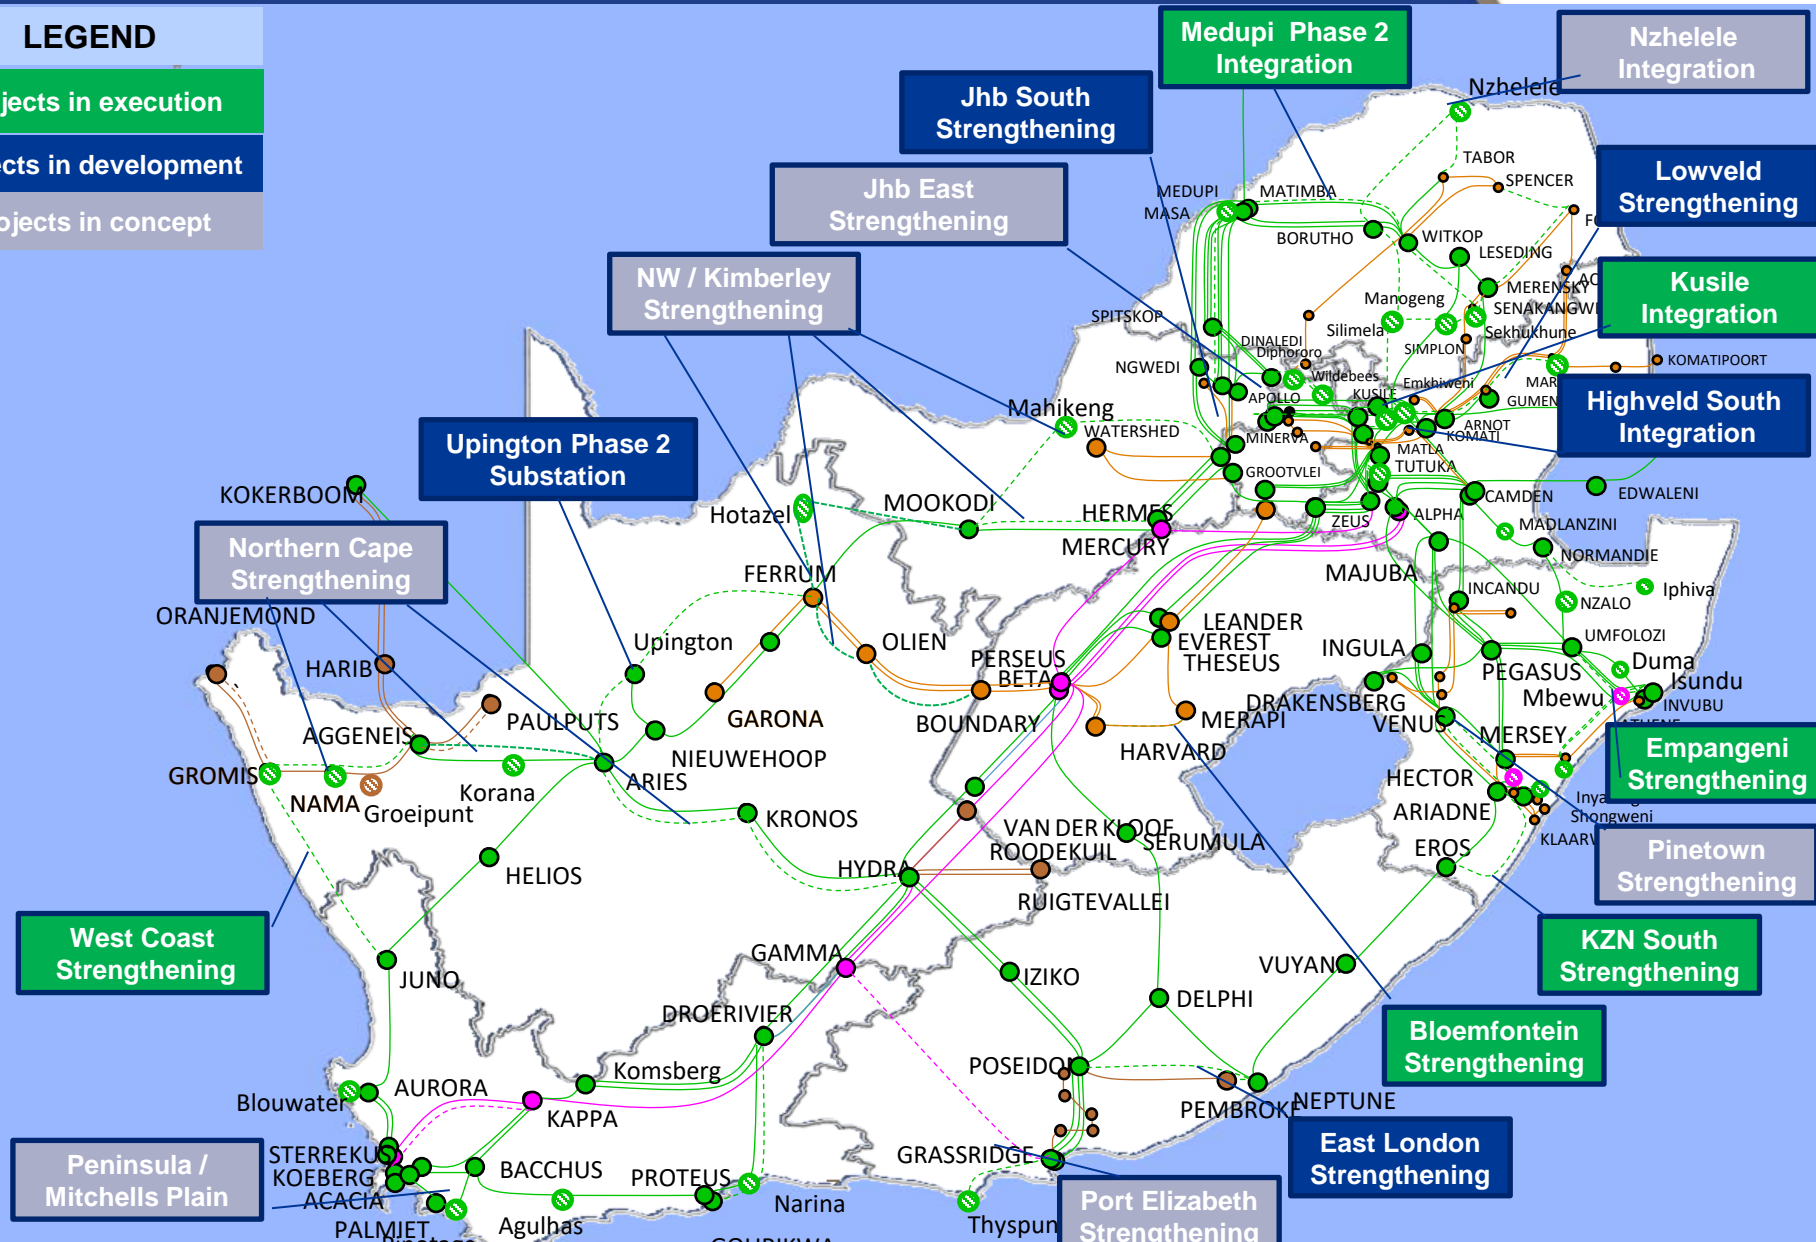 LEGEND
jects in execution
cts in development
ojects in concept
Medupi Phase 2
Integration
Nzhelele
Integration
Jhb South
Strengthening
Nzhelele
Jhb East
Strengthening
TABOR
SPENCER
Lowveld
Strengthening
MEDUPI
MATIMBA
MASA
BORUTHO
WITKOP
LESEDING
NW / Kimberley
Strengthening
MERENSKY
Kusile
Integration
Manogeng
SENAKANGWE
SPITSKOP
Silimela
Sekhukhune
DINALEDI
SIMPLON
Diphororo
NGWEDI
Wildebees
Emkhiweni
KOMATIPOORT
MAR
APOLLO
KUSILE
GUMEN
Mahikeng
WATERSHED
MINERVA
ARNOT
KOMATI
Highveld South
Integration
Upington Phase 2
Substation
MATLA
TUTUKA
GROOTVLEI
KOKERBOOM
Hotazel
MOOKODI
HERMES
MERCURY
ZEUS
ALPHA
CAMDEN
EDWALENI
MADLANZINI
NORMANDIE
Northern Cape
Strengthening
FERRUM
MAJUBA
INCANDU
NZALO
Iphiva
ORANJEMOND
HARIB
Upington
OLIEN
LEANDER
EVEREST
THESEUS
INGULA
UMFOLOZI
PERSEUS
BETA
PEGASUS
Duma
Mbewu
Isundu
INVUBU
ATHENE
PAULPUTS
GARONA
BOUNDARY
MERAPI
HARVARD
DRAKENSBERG
VENUS
MERSEY
AGGENEIS
NIEUWEHOOP
Empangeni
Strengthening
GROMIS
NAMA
Groeipunt
Korana
ARIES
HECTOR
ARIADNE
Shongweni
KRONOS
VAN DER KLOOF
ROODEKUIL
SERUMULA
EROS
Pinetown
Strengthening
HELIOS
HYDRA
RUIGTEVALLEI
West Coast
Strengthening
KZN South
Strengthening
JUNO
GAMMA
IZIKO
VUYANI
DELPHI
DROERIVIER
Bloemfontein
Strengthening
Komsberg
POSEIDON
Blouwater
AURORA
KAPPA
PEMBROKE
NEPTUNE
East London
Strengthening
Peninsula /
Mitchells Plain
STERREKUS
KOEBERG
ACACIA
PALMIET
BACCHUS
Agulhas
PROTEUS
Narina
GRASSRIDGE
Thyspun
Port Elizabeth
Strengthening